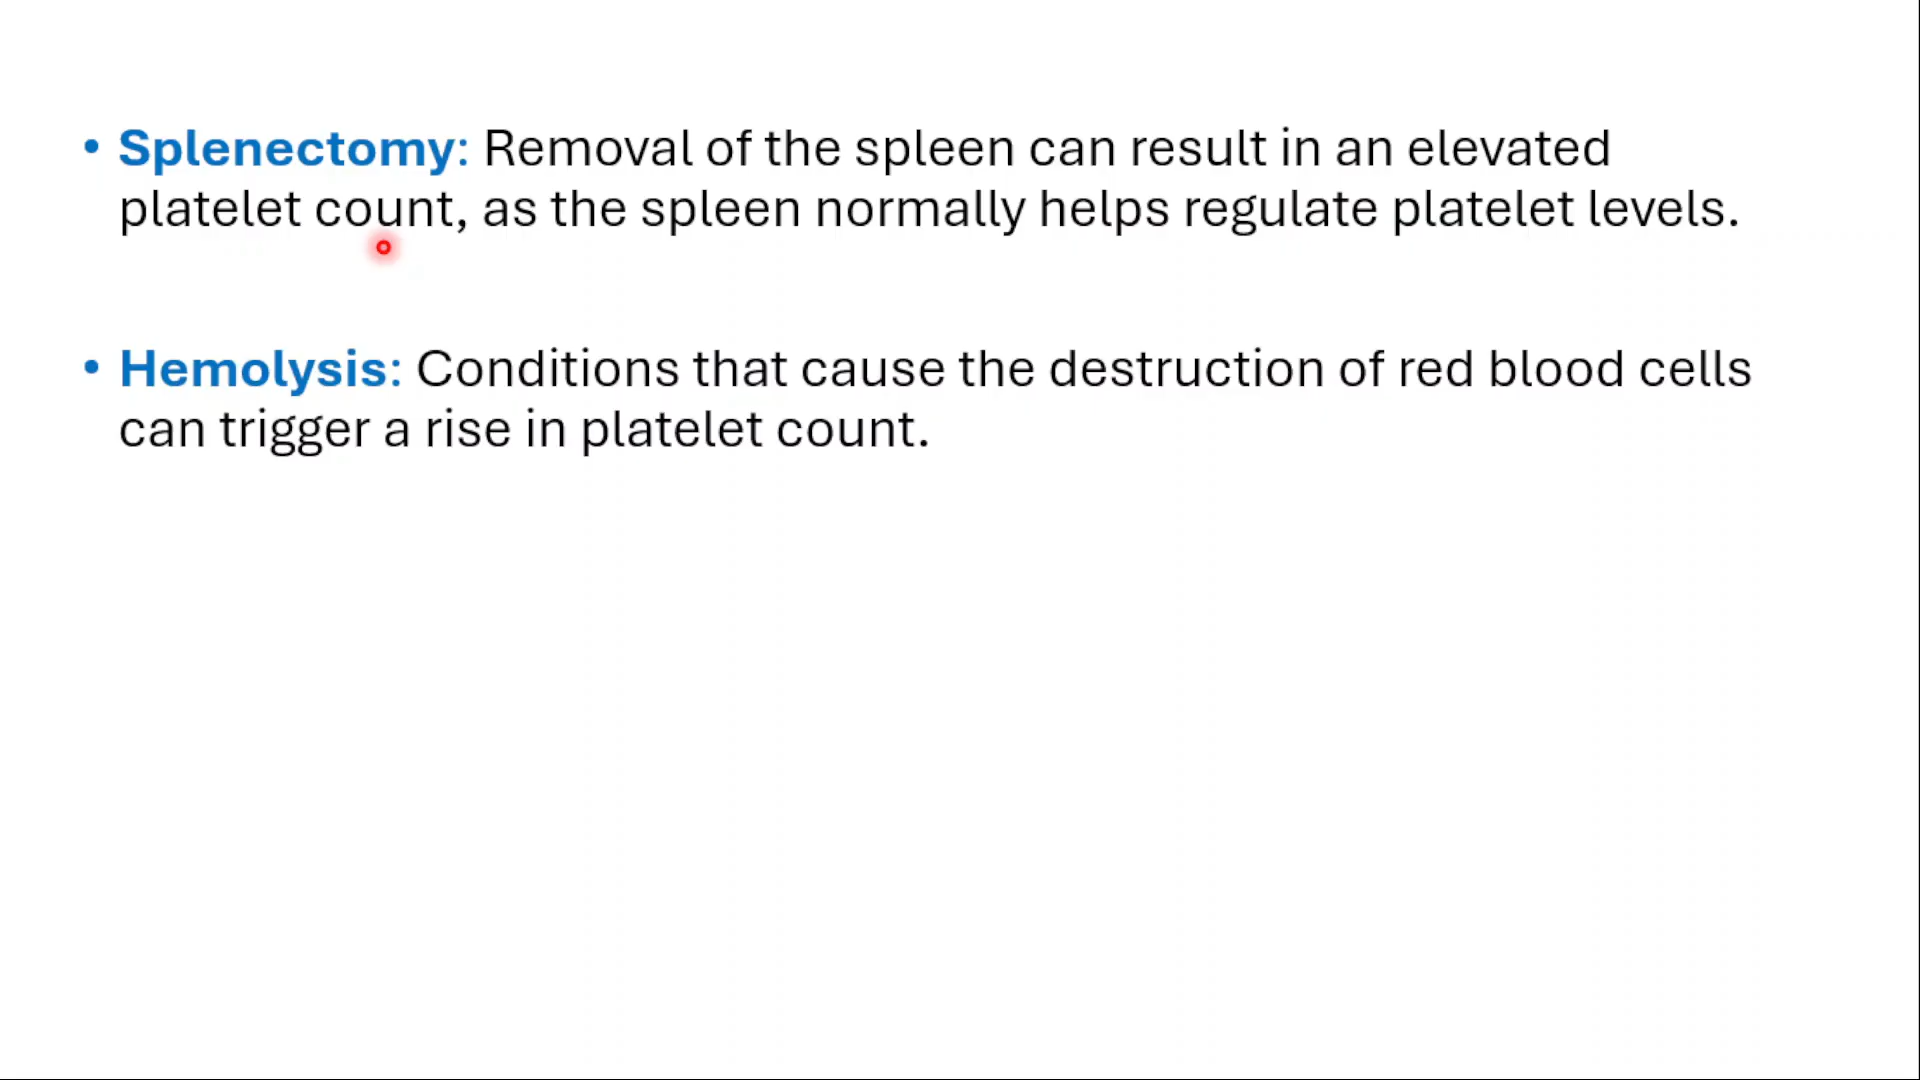 • Splenectomy: Removal of the spleen can result in an elevated
platelet count, as the spleen normally helps regulate platelet levels.
• Hemolysis: Conditions that cause the destruction of red blood cells
can trigger a rise in platelet count.